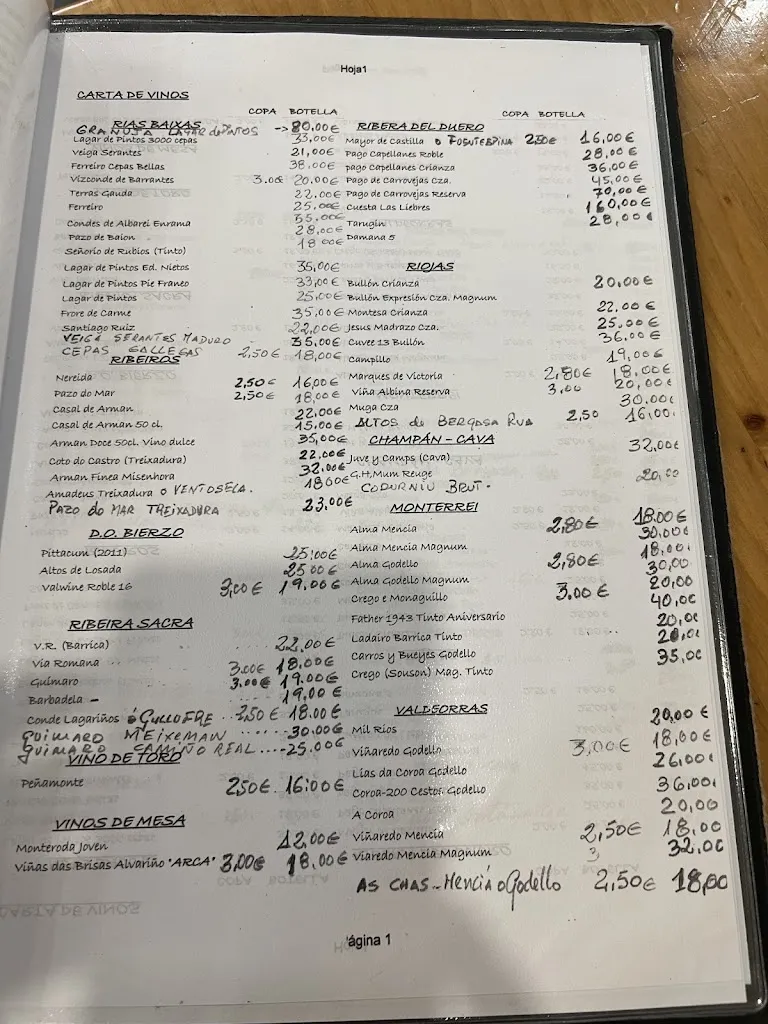 Hoja1
CARTA DE VINOS
COPA BOTELLA
RIAS BAIXAS
GRANUJA LAGAR de PINTOS -> 80,00€
Lagar de Pintos 3000 cepas 33,00€
Veiga Serantes 21,00€
Ferreiro Cepas Bellas 38,00€
Vizconde de Barrantes 3.00 20,00€
Terras Gauda 22,00€
Ferreiro 25,00€
Condes de Albarei Enrama 55,00€
Pazo de Baion 28,00€
Señorio de Rubios (Tinto) 18,00€
Lagar de Pintos Ed. Nietos 35,00€
Lagar de Pintos Pie Franco 33,00€
Lagar de Pintos 25,00€
Frore de Carme 35,00€
Santiago Ruiz 22,00€
VEIGA SERANTES MADURO 35,00€
CEPAS GALLEGAS 2,50€ 18,00€
RIBEIROS
Nereida 2,50€ 16,00€
Pazo do Mar 2,50€ 18,00€
Casal de Arman 22,00€
Casal de Arman 50 cl. 15,00€
Arman Doce 50cl. Vino dulce 35,00€
Coto do Castro (Treixadura) 22,00€
Arman Finca Misenhora 32,00€
Amadeus Treixadura o VENTOSELA. 18,00€
PAZO do MAR TREIXADURA 23,00€
D.O. BIERZO
Pittacum (2011) 25,00€
Altos de Losada 25,00€
Valwine Roble 16 3,00€ 19,00€
RIBEIRA SACRA
V.R. (Barrica) 22,00€
Via Romana 3,00€ 18,00€
Guimaro 3,00€ 19,00€
Barbadela - 19,00€
Conde Lagariños ó GULLUFRE 2,50€ 18.00€
GUIMARO MEIXEMAN ...... 30.00€
GUIMARO CAMIÑO REAL ....- 25.00€
VINO DE TORO
Peñamonte 2,50€. 16,00€
VINOS DE MESA
Monteroda Joven 12,00€
Viñas das Brisas Alvariño "ARCA" 3,00€ 18,00€
COPA BOTELLA
RIBERA DEL DUERO
Mayor de Castilla o FUENTESPINA 2,50€ 16,00€
Pago Capellanes Roble 28,00€
pago Capellanes Crianza 36,00€
Pago de Carrovejas Cza. 45,00€
Pago de Carrovejas Reserva 70,00€
Cuesta Las Liebres 160,00€
Tarugin 28,00€
Damana 5
RIOJAS
Bullón Crianza 20,00€
Bullón Expresión Cza. Magnum
Montesa Crianza 22,00€
Jesus Madrazo Cza. 25,00€
Cuvee 13 Bullón 36,00€
Campillo 19,00€
Marques de Victoria 2,80€ 18,00€
Viña Albina Reserva 3,00 20,00€
Muga Cza 30,00€
ALTOS de BERGASA RUA 2,50 16,00
CHAMPÁN - CAVA
Juve y Camps (Cava) 32,00€
G.H,Mum Reuge
CODURNIU BRUT- 20,00
MONTERREI
Alma Mencia 2,80€ 18,00€
Alma Mencia Magnum 30,00€
Alma Godello 2,80€ 18,00
Alma Godello Magnum 30,00
Crego e Monaguillo 3,00€ 20,00
Father 1943 Tinto Aniversario 40,00
Ladairo Barrica Tinto 20,00
Carros y Bueyes Godello 20,00
Crego (Souson) Mag. Tinto 35,00
VALDEORRAS
Mil Rios 20,00€
Viñaredo Godello 3,00€ 18,00€
Lias da Coroa Godello 26,00
Coroa-200 Cestos. Godello 36,00
A Coroa 20,00
Viñaredo Mencia 2,50€ 18,00
Viaredo Mencia Magnum 3 32,00
AS CHAS - MENCIÁ o Godello 2,50€ 18,00
ágina 1